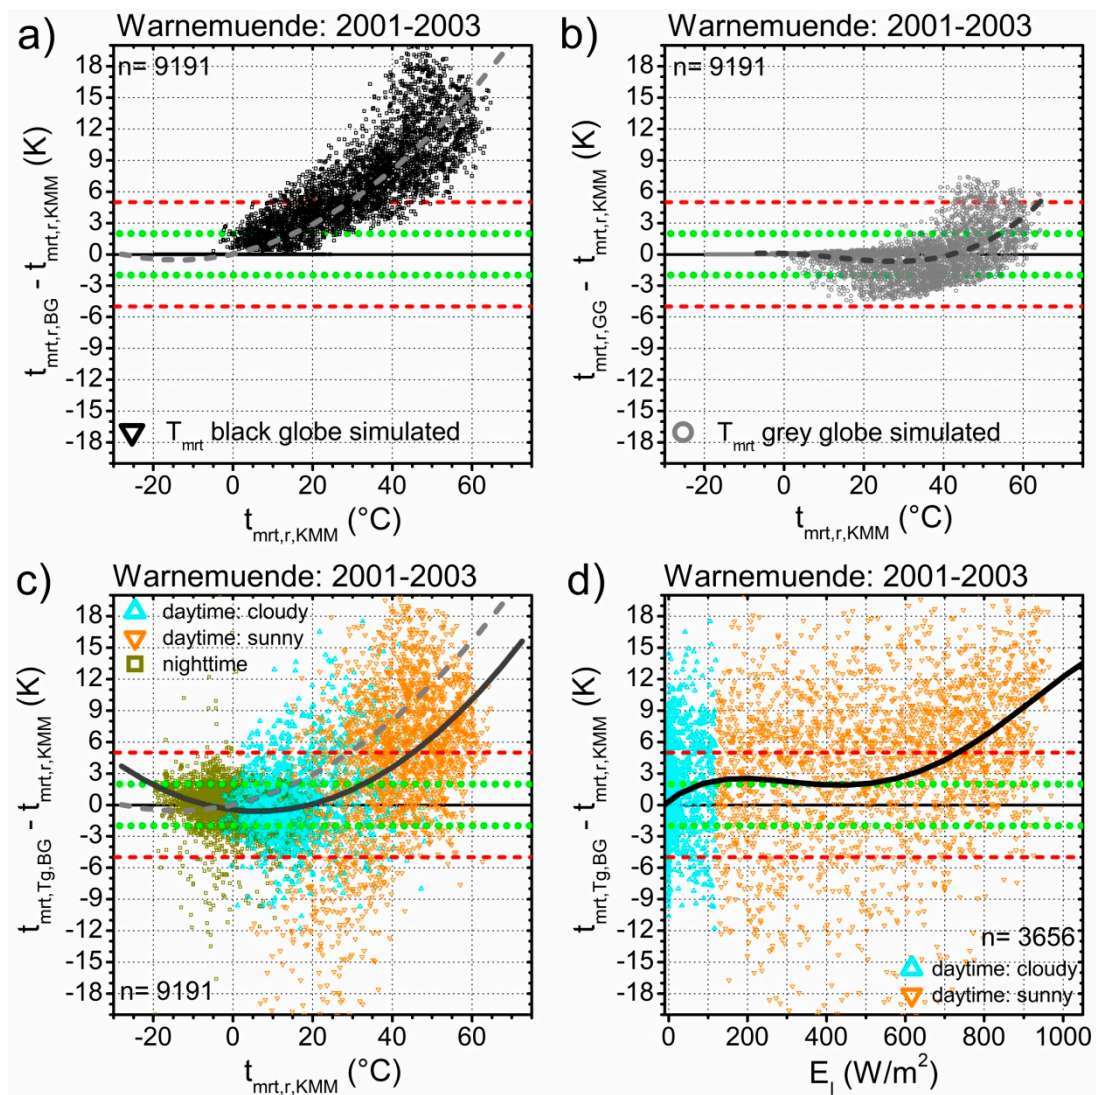 a) Warnemuende: 2001-2003
n= 9191
18
15
12
9
6
3
0
-3
-6
-9
-12
-15
-18
t_mrt,r,BG - t_mrt,r,KMM (K)
T_mrt black globe simulated
-20 0 20 40 60
t_mrt,r,KMM (°C)
b) Warnemuende: 2001-2003
n= 9191
18
15
12
9
6
3
0
-3
-6
-9
-12
-15
-18
t_mrt,r,GG - t_mrt,r,KMM (K)
T_mrt grey globe simulated
-20 0 20 40 60
t_mrt,r,KMM (°C)
c) Warnemuende: 2001-2003
daytime: cloudy
daytime: sunny
nighttime
18
15
12
9
6
3
0
-3
-6
-9
-12
-15
-18
t_mrt,Tg,BG - t_mrt,r,KMM (K)
n= 9191
-20 0 20 40 60
t_mrt,r,KMM (°C)
d) Warnemuende: 2001-2003
18
15
12
9
6
3
0
-3
-6
-9
-12
-15
-18
t_mrt,Tg,BG - t_mrt,r,KMM (K)
n= 3656
daytime: cloudy
daytime: sunny
0 200 400 600 800 1000
E_I (W/m²)